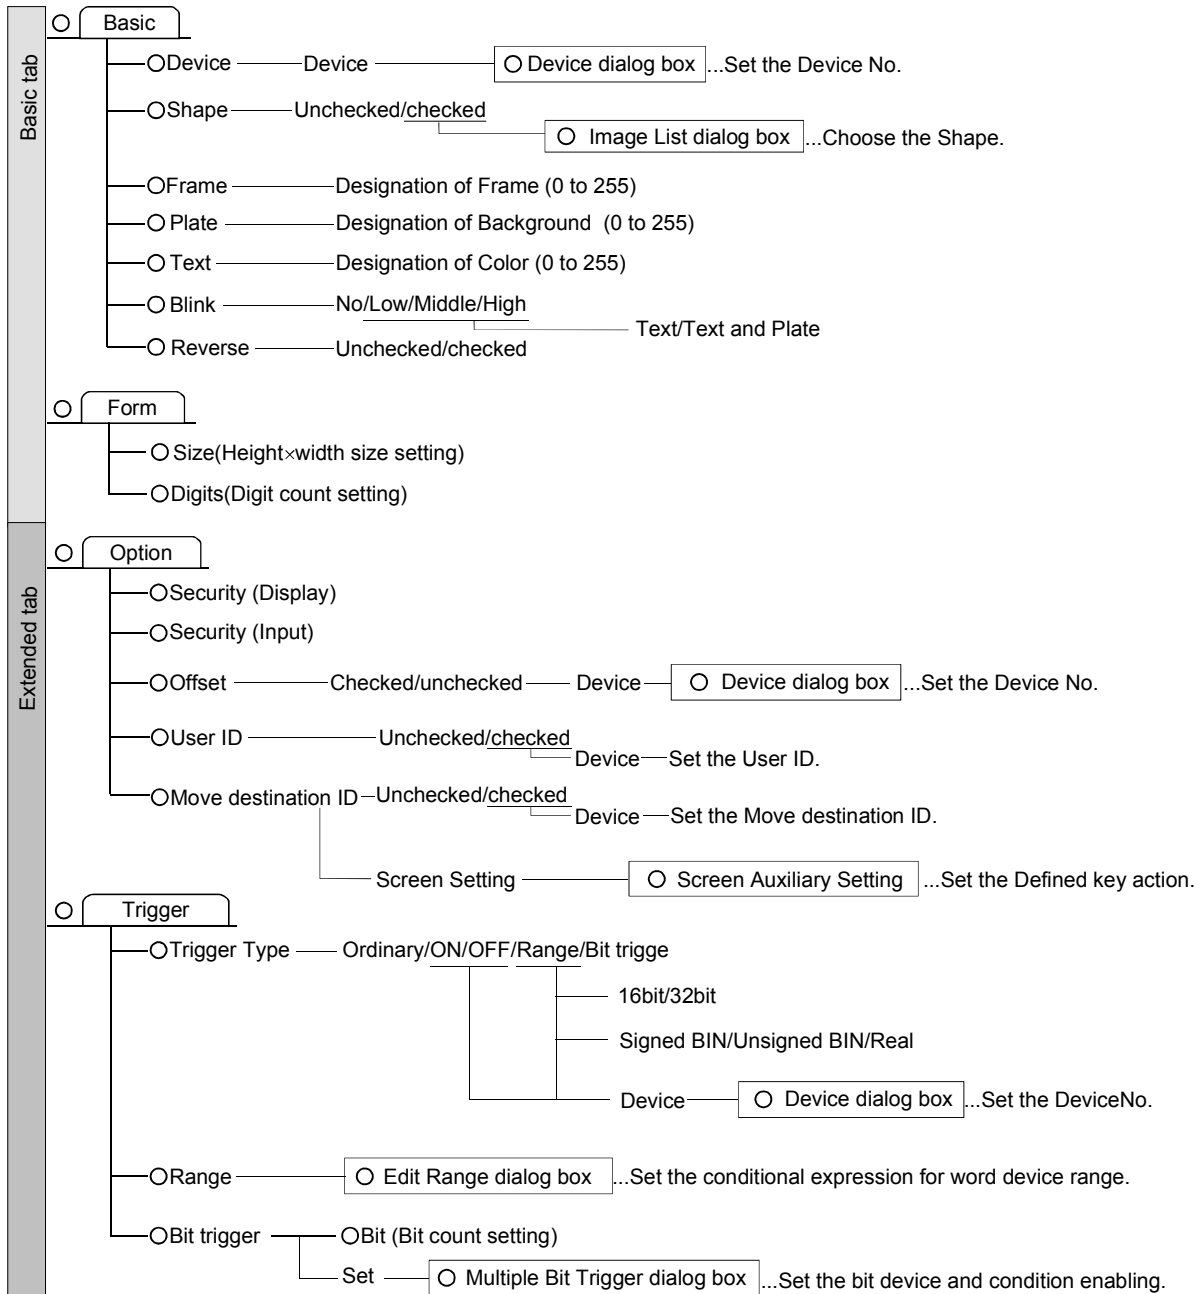 Basic tab
Basic
Device Device Device dialog box ...Set the Device No.
Shape Unchecked/checked
Image List dialog box ...Choose the Shape.
Frame Designation of Frame (0 to 255)
Plate Designation of Background (0 to 255)
Text Designation of Color (0 to 255)
Blink No/Low/Middle/High
Text/Text and Plate
Reverse Unchecked/checked
Form
Size(Height×width size setting)
Digits(Digit count setting)
Extended tab
Option
Security (Display)
Security (Input)
Offset Checked/unchecked Device Device dialog box ...Set the Device No.
User ID Unchecked/checked
Device Set the User ID.
Move destination ID Unchecked/checked
Device Set the Move destination ID.
Screen Setting Screen Auxiliary Setting ...Set the Defined key action.
Trigger
Trigger Type Ordinary/ON/OFF/Range/Bit trigge
16bit/32bit
Signed BIN/Unsigned BIN/Real
Device Device dialog box ...Set the DeviceNo.
Range Edit Range dialog box ...Set the conditional expression for word device range.
Bit trigger Bit (Bit count setting)
Set Multiple Bit Trigger dialog box ...Set the bit device and condition enabling.